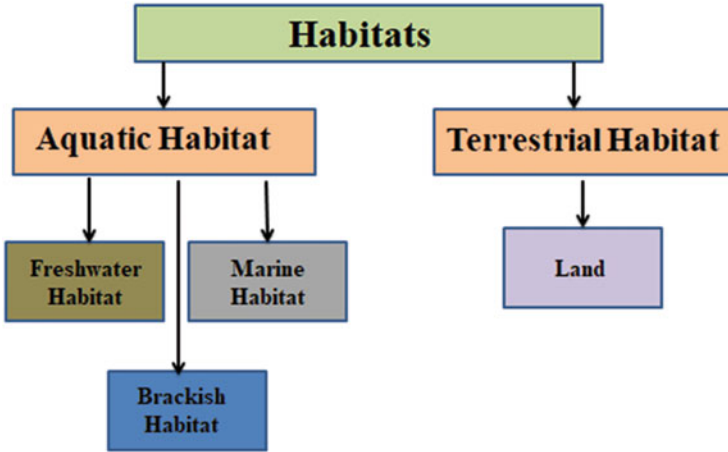 Habitats
Aquatic Habitat
Terrestrial Habitat
Freshwater
Habitat
Marine
Habitat
Land
Brackish
Habitat